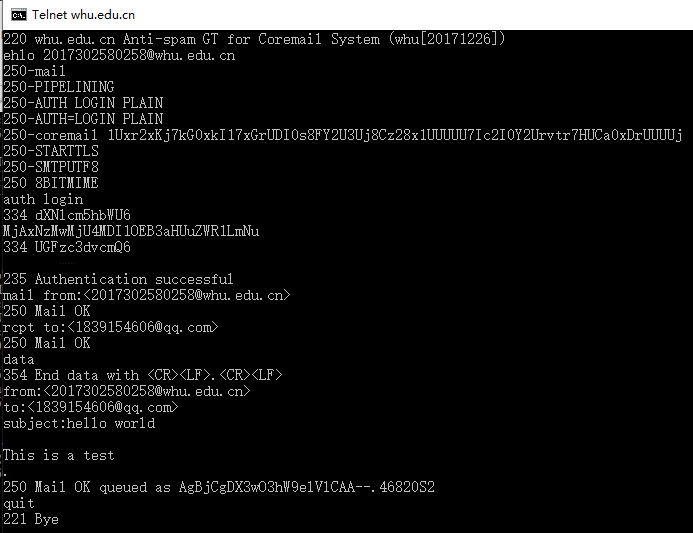 Telnet whu.edu.cn
220 whu.edu.cn Anti-spam GT for Coremail System (whu[20171226])
ehlo 2017302580258@whu.edu.cn
250-mail
250-PIPELINING
250-AUTH LOGIN PLAIN
250-AUTH=LOGIN PLAIN
250-coremail 1Uxr2xKj7kG0xkI17xGrUDI0s8FY2U3Uj8Cz28x1UUUUU7Ic2I0Y2Urvtr7HUCa0xDrUUUUj
250-STARTTLS
250-SMTPUTF8
250 8BITMIME
auth login
334 dXNlcm5hbWU6
MjAxNzMwMjU4MDI1OEB3aHUuZWR1LmNu
334 UGFzc3dvcmQ6
235 Authentication successful
mail from:<2017302580258@whu.edu.cn>
250 Mail OK
rcpt to:<1839154606@qq.com>
250 Mail OK
data
354 End data with <CR><LF>.<CR><LF>
from:<2017302580258@whu.edu.cn>
to:<1839154606@qq.com>
subject:hello world
This is a test
.
250 Mail OK queued as AgBjCgDX3wO3hW9elV1CAA--.46820S2
quit
221 Bye